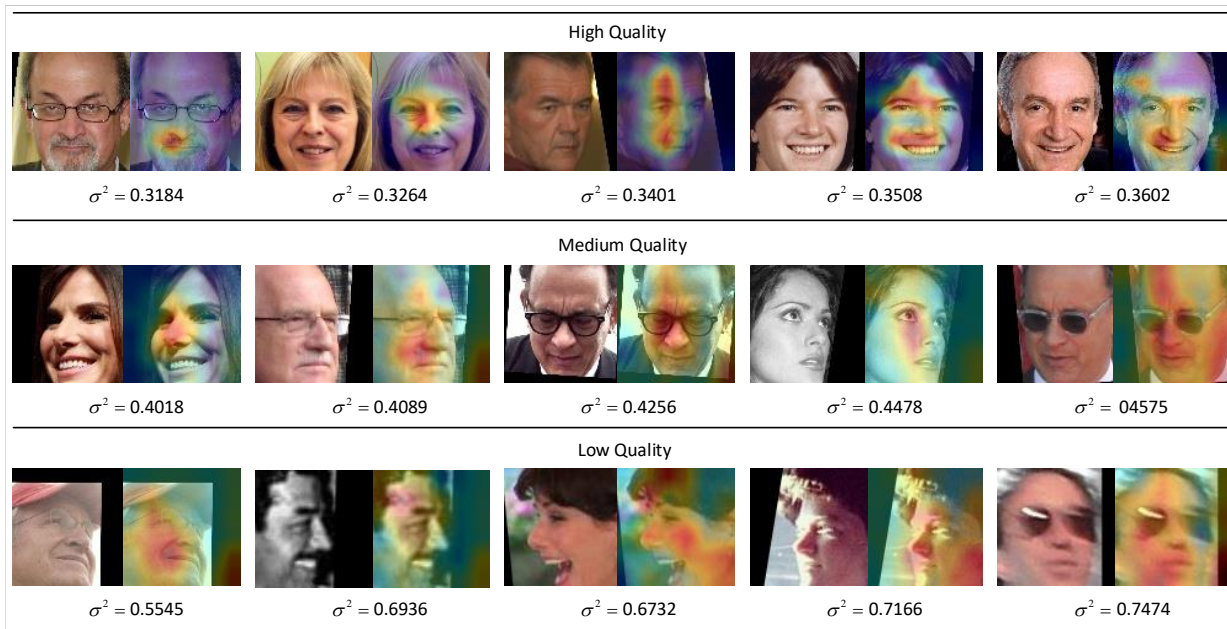 High Quality
σ² = 0.3184 σ² = 0.3264 σ² = 0.3401 σ² = 0.3508 σ² = 0.3602
Medium Quality
σ² = 0.4018 σ² = 0.4089 σ² = 0.4256 σ² = 0.4478 σ² = 04575
Low Quality
σ² = 0.5545 σ² = 0.6936 σ² = 0.6732 σ² = 0.7166 σ² = 0.7474